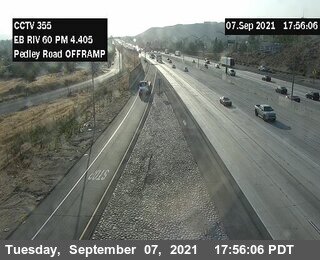 CCTV 355
EB RIV 60 PM 4.405
Pedley Road OFFRAMP
07.Sep 2021 17:56:06
STOP
Tuesday, September 07, 2021 17:56:06 PDT